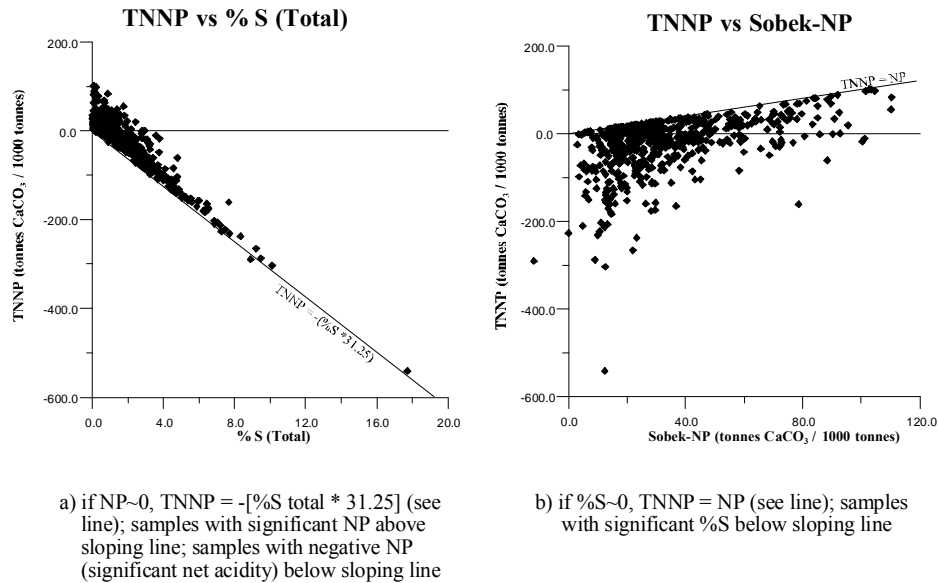 TNNP vs % S (Total)
200.0
0.0
-200.0
-400.0
-600.0
TNNP (tonnes CaCO3 / 1000 tonnes)
TNNP = -(%S *31.25)
0.0 4.0 8.0 12.0 16.0 20.0
% S (Total)
TNNP vs Sobek-NP
200.0
0.0
-200.0
-400.0
-600.0
TNNP (tonnes CaCO3 / 1000 tonnes)
TNNP = NP
0.0 40.0 80.0 120.0
Sobek-NP (tonnes CaCO3 / 1000 tonnes)
a) if NP~0, TNNP = -[%S total * 31.25] (see
line); samples with significant NP above
sloping line; samples with negative NP
(significant net acidity) below sloping line
b) if %S~0, TNNP = NP (see line); samples
with significant %S below sloping line